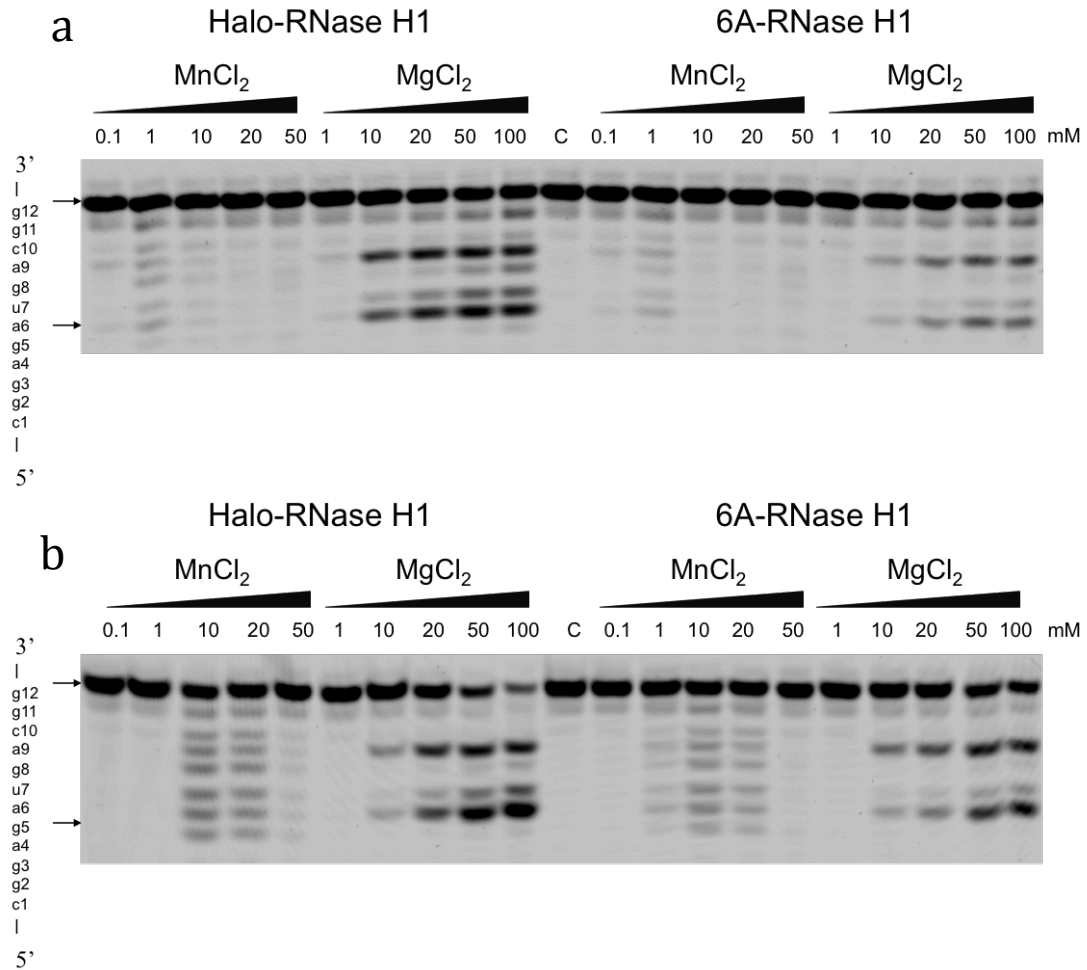 a
Halo-RNase H1 6A-RNase H1
MnCl2 MgCl2 MnCl2 MgCl2
0.1 1 10 20 50 1 10 20 50 100 C 0.1 1 10 20 50 1 10 20 50 100 mM
3’
|
g12
g11
c10
a9
g8
u7
a6
g5
a4
g3
g2
c1
|
5’
Halo-RNase H1 6A-RNase H1
b
MnCl2 MgCl2 MnCl2 MgCl2
0.1 1 10 20 50 1 10 20 50 100 C 0.1 1 10 20 50 1 10 20 50 100 mM
3’
|
g12
g11
c10
a9
g8
u7
a6
g5
a4
g3
g2
c1
|
5’